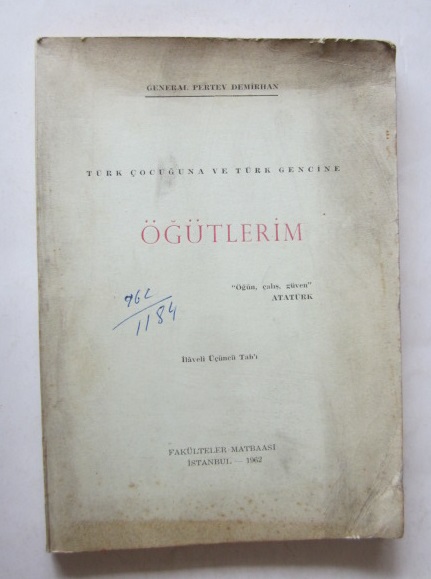 GENERAL PERTEV DEMİRHAN
TÜRK ÇOCUĞUNA VE TÜRK GENCİNE
ÖĞÜTLERİM
"Öğün, çalış, güven"
ATATÜRK
1184
İlâveli Üçüncü Tab'ı
FAKÜLTELER MATBAASI
İSTANBUL — 1962